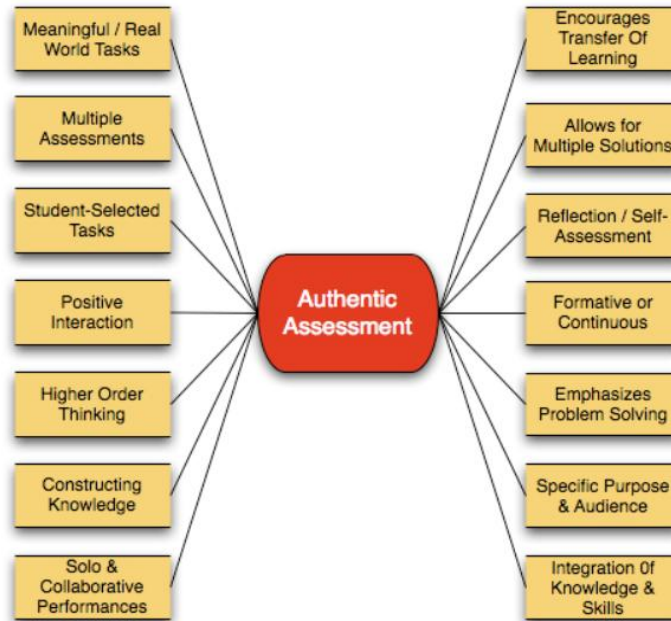 Meaningful / Real
World Tasks
Multiple
Assessments
Student-Selected
Tasks
Positive
Interaction
Higher Order
Thinking
Constructing
Knowledge
Solo &
Collaborative
Performances
Authentic
Assessment
Encourages
Transfer Of
Learning
Allows for
Multiple Solutions
Reflection / Self-
Assessment
Formative or
Continuous
Emphasizes
Problem Solving
Specific Purpose
& Audience
Integration 0f
Knowledge &
Skills